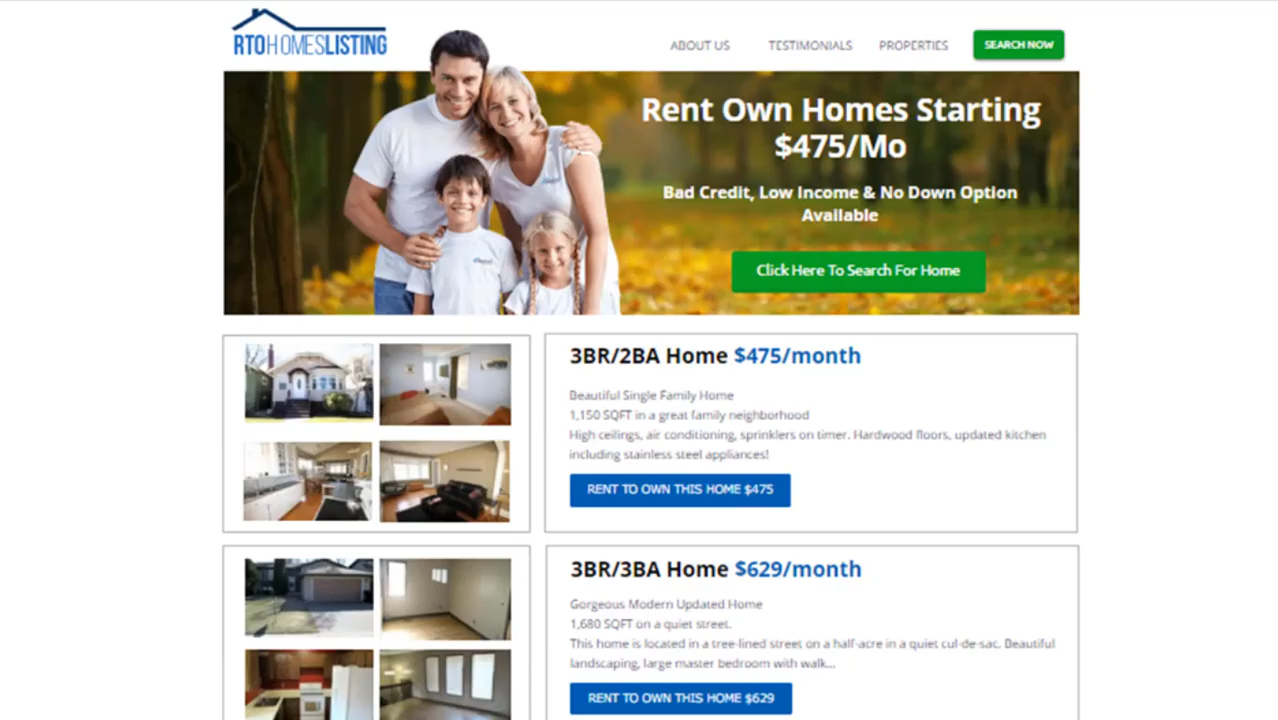 RTOHOMESLISTING
ABOUT US
TESTIMONIALS
PROPERTIES
SEARCH NOW
Rent Own Homes Starting
$475/Mo
Bad Credit, Low Income & No Down Option
Available
Click Here To Search For Home
3BR/2BA Home $475/month
Beautiful Single Family Home
1,150 SQFT in a great family neighborhood
High ceilings, air conditioning, sprinklers on timer. Hardwood floors, updated kitchen
including stainless steel appliances!
RENT TO OWN THIS HOME $475
3BR/3BA Home $629/month
Gorgeous Modern Updated Home
1,680 SQFT on a quiet street.
This home is located in a tree-lined street on a half-acre in a quiet cul-de-sac. Beautiful
landscaping, large master bedroom with walk...
RENT TO OWN THIS HOME $629